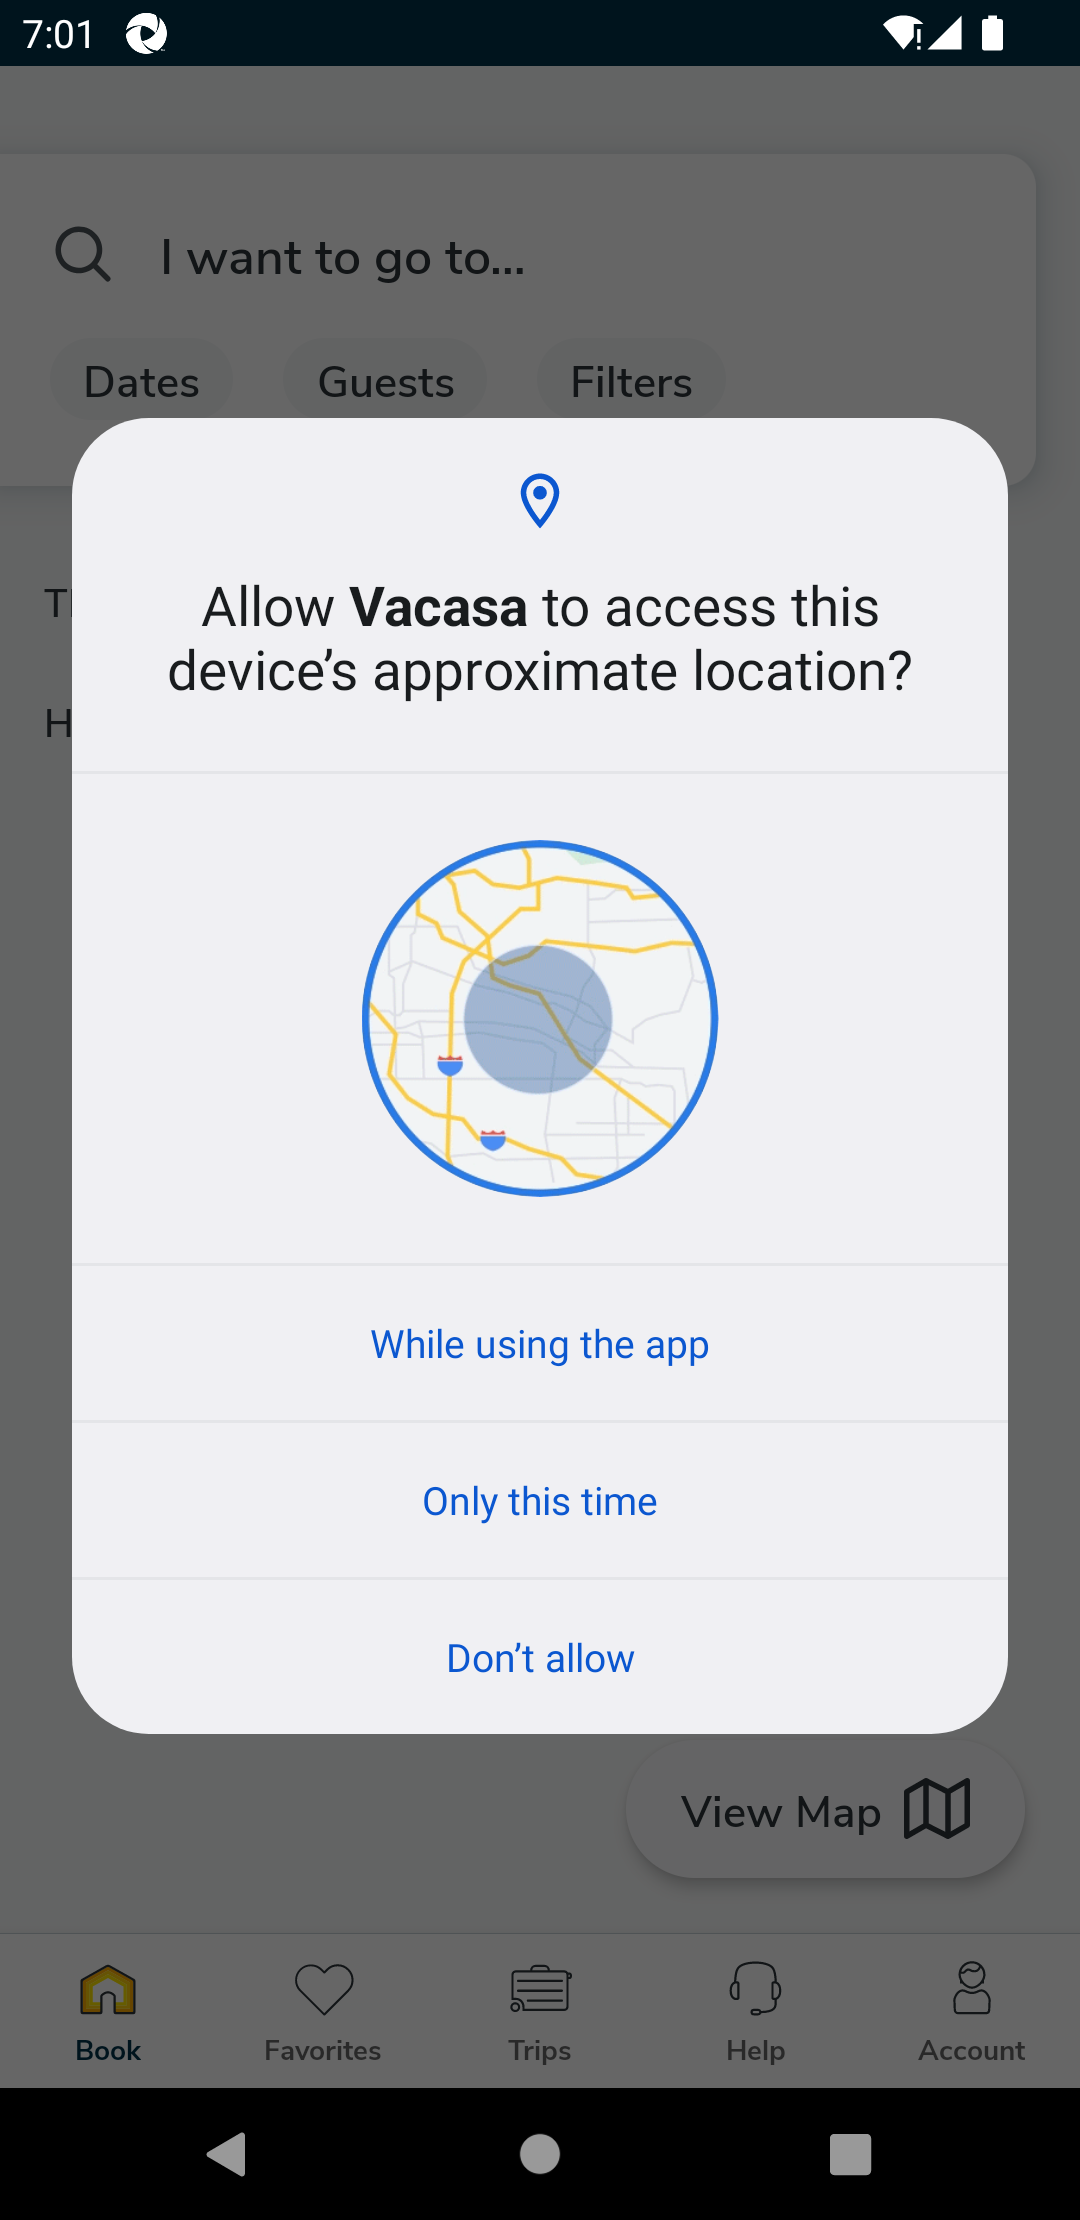 7:01
I want to go to...
Dates Guests Filters
Allow Vacasa to access this
device’s approximate location?
While using the app
Only this time
Don’t allow
View Map
Book Favorites Trips Help Account